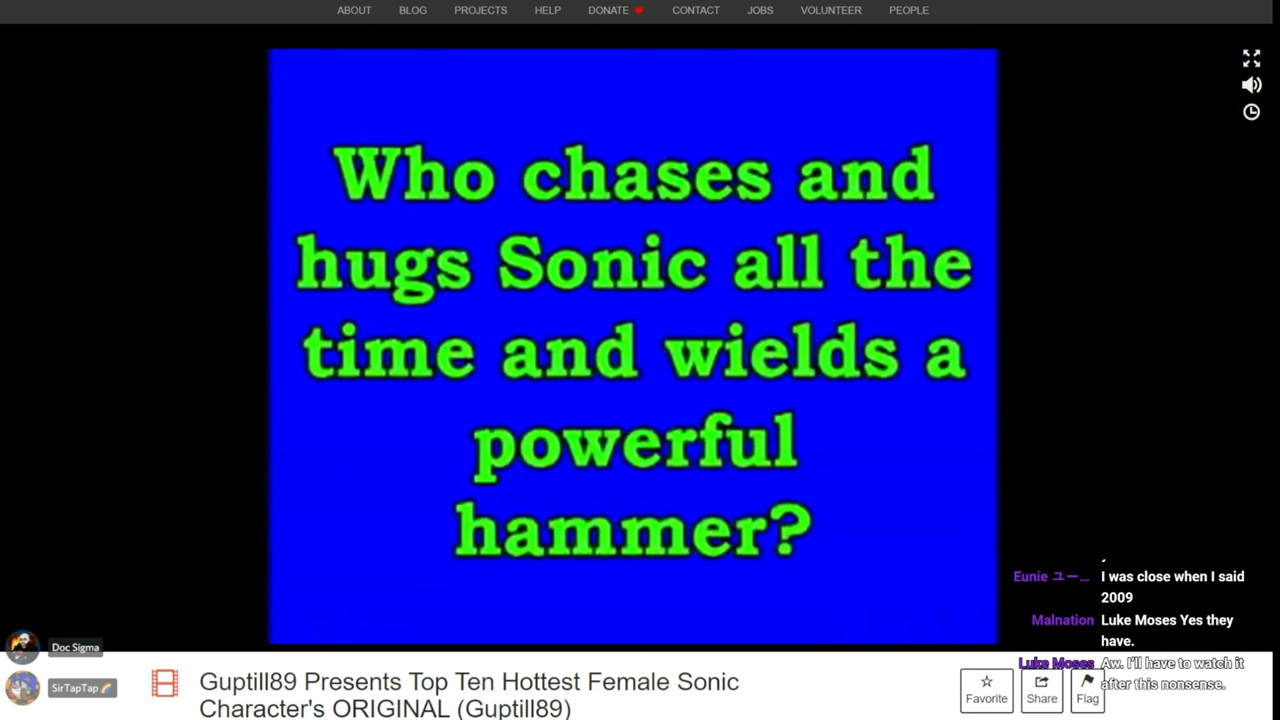 ABOUT BLOG PROJECTS HELP DONATE CONTACT JOBS VOLUNTEER PEOPLE
Who chases and
hugs Sonic all the
time and wields a
powerful
hammer?
Eunie ユー... I was close when I said
2009
Malnation Luke Moses Yes they
have.
Luke Moses Aw. I'll have to watch it
after this nonsense.
Doc Sigma
SirTapTap
Guptill89 Presents Top Ten Hottest Female Sonic
Character's ORIGINAL (Guptill89)
Favorite Share Flag